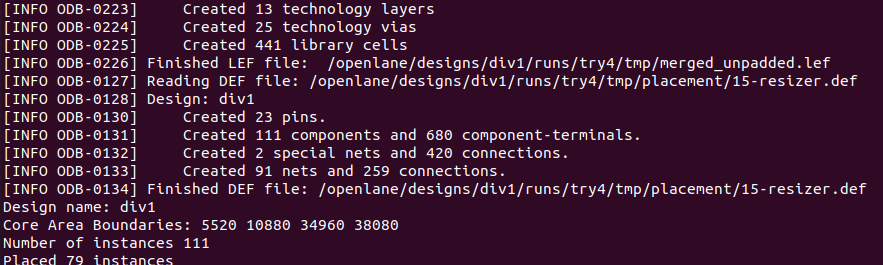 [INFO ODB-0223]     Created 13 technology layers
[INFO ODB-0224]     Created 25 technology vias
[INFO ODB-0225]     Created 441 library cells
[INFO ODB-0226] Finished LEF file:  /openlane/designs/div1/runs/try4/tmp/merged_unpadded.lef
[INFO ODB-0127] Reading DEF file: /openlane/designs/div1/runs/try4/tmp/placement/15-resizer.def
[INFO ODB-0128] Design: div1
[INFO ODB-0130]     Created 23 pins.
[INFO ODB-0131]     Created 111 components and 680 component-terminals.
[INFO ODB-0132]     Created 2 special nets and 420 connections.
[INFO ODB-0133]     Created 91 nets and 259 connections.
[INFO ODB-0134] Finished DEF file: /openlane/designs/div1/runs/try4/tmp/placement/15-resizer.def
Design name: div1
Core Area Boundaries: 5520 10880 34960 38080
Number of instances 111
Placed 79 instances